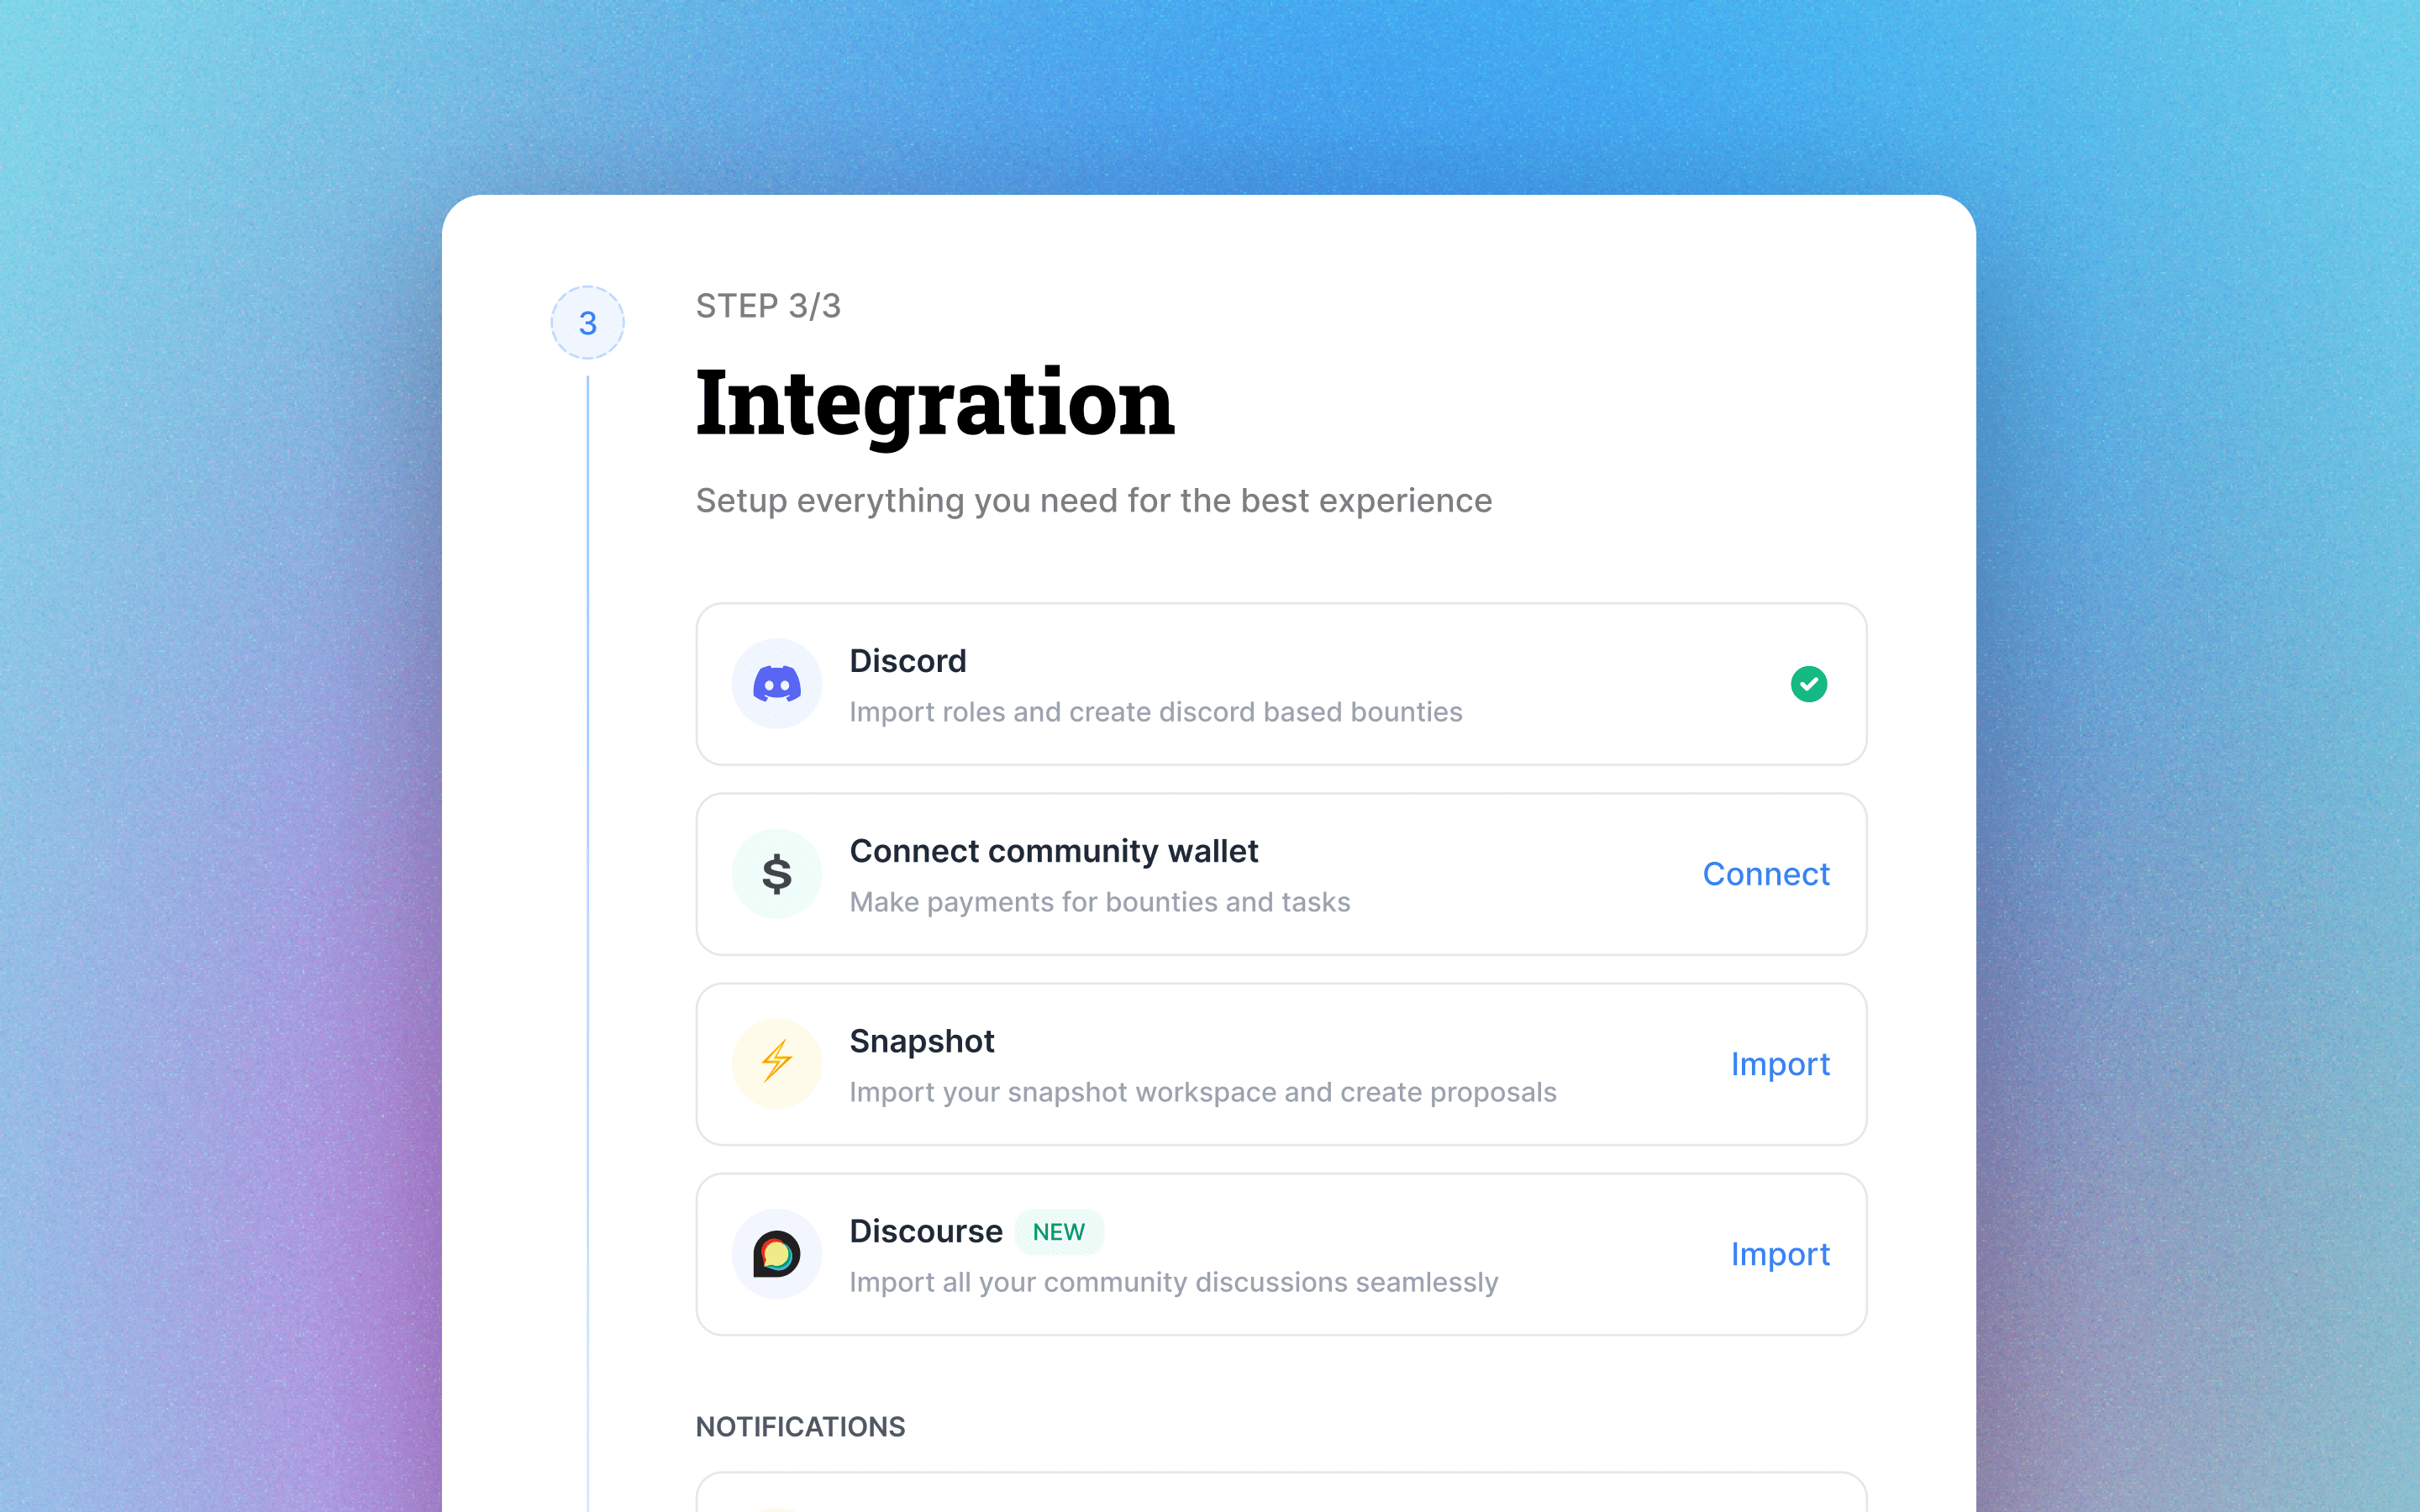 3
STEP 3/3
Integration
Setup everything you need for the best experience
Discord
Import roles and create discord based bounties
$
Connect community wallet
Make payments for bounties and tasks
Connect
Snapshot
Import your snapshot workspace and create proposals
Import
Discourse NEW
Import all your community discussions seamlessly
Import
NOTIFICATIONS